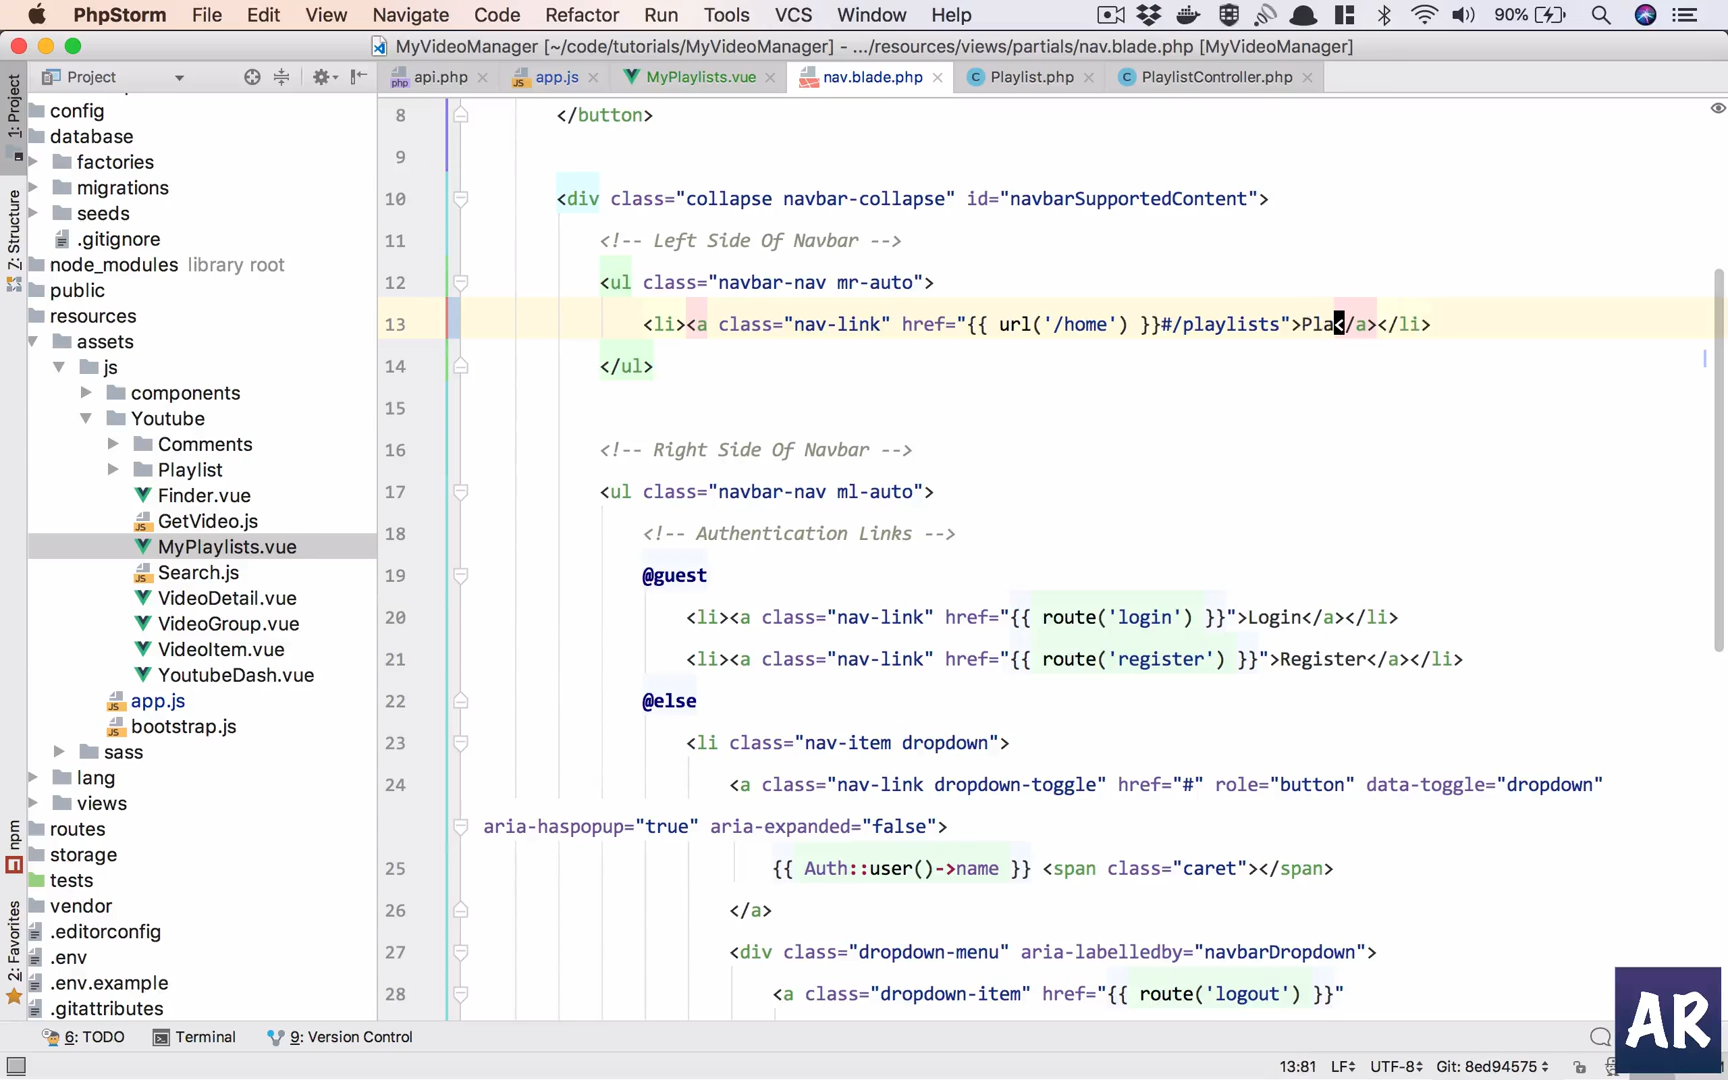 PhpStorm File Edit View Navigate Code Refactor Run Tools VCS Window Help 90%
MyVideoManager [~/code/tutorials/MyVideoManager] - .../resources/views/partials/nav.blade.php [MyVideoManager]
Project
api.php app.js MyPlaylists.vue nav.blade.php Playlist.php PlaylistController.php
1: Project
Z: Structure
npm
2: Favorites
config
database
factories
migrations
seeds
.gitignore
node_modules library root
public
resources
assets
js
components
Youtube
Comments
Playlist
Finder.vue
GetVideo.js
MyPlaylists.vue
Search.js
VideoDetail.vue
VideoGroup.vue
VideoItem.vue
YoutubeDash.vue
app.js
bootstrap.js
sass
lang
views
routes
storage
tests
vendor
.editorconfig
.env
.env.example
.gitattributes
8 </button>
9
10 <div class="collapse navbar-collapse" id="navbarSupportedContent">
11 <!-- Left Side Of Navbar -->
12 <ul class="navbar-nav mr-auto">
13 <li><a class="nav-link" href="{{ url('/home') }}#/playlists">Pla</a></li>
14 </ul>
15
16 <!-- Right Side Of Navbar -->
17 <ul class="navbar-nav ml-auto">
18 <!-- Authentication Links -->
19 @guest
20 <li><a class="nav-link" href="{{ route('login') }}">Login</a></li>
21 <li><a class="nav-link" href="{{ route('register') }}">Register</a></li>
22 @else
23 <li class="nav-item dropdown">
24 <a class="nav-link dropdown-toggle" href="#" role="button" data-toggle="dropdown"
aria-haspopup="true" aria-expanded="false">
25 {{ Auth::user()->name }} <span class="caret"></span>
26 </a>
27 <div class="dropdown-menu" aria-labelledby="navbarDropdown">
28 <a class="dropdown-item" href="{{ route('logout') }}"
6: TODO Terminal 9: Version Control
13:81 LF UTF-8 Git: 8ed94575
AR